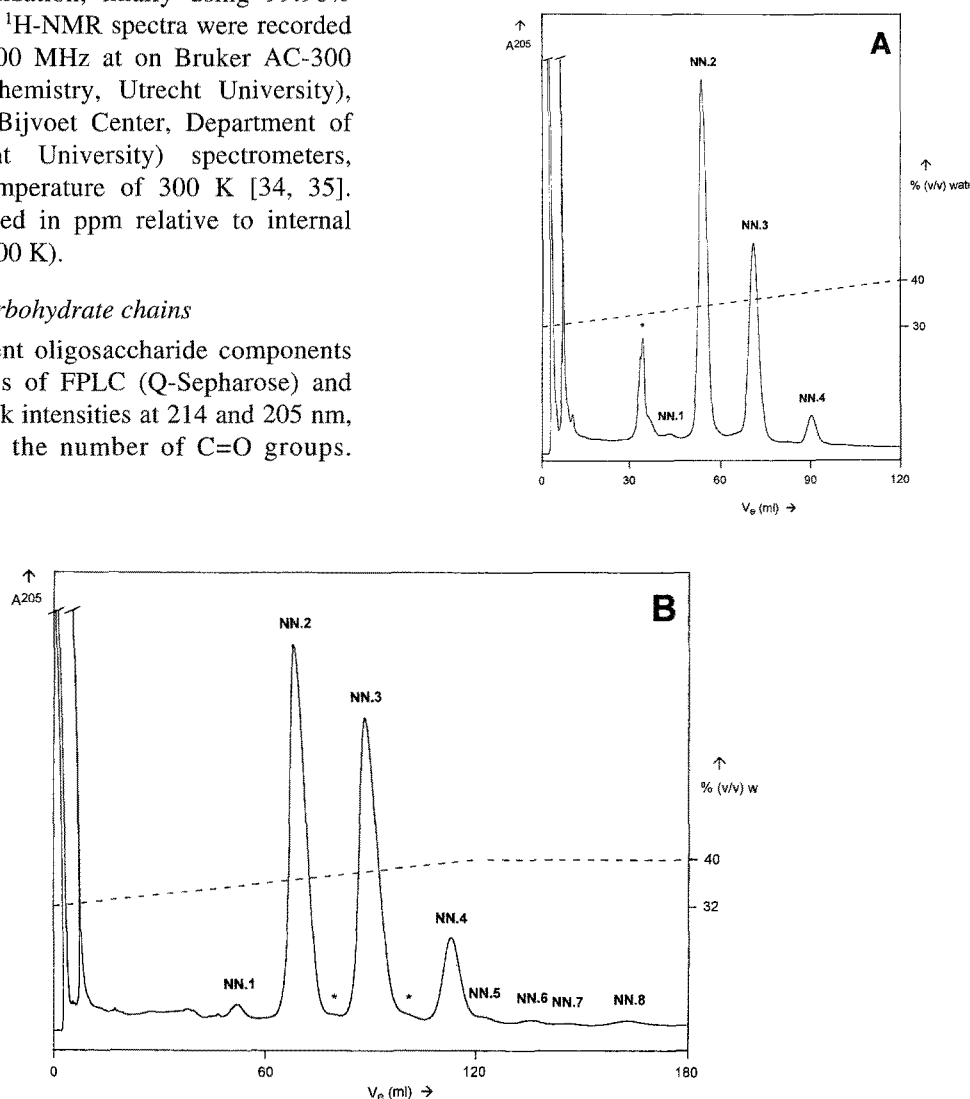 ¹H-NMR spectra were recorded
00 MHz at on Bruker AC-300
hemistry, Utrecht University),
Bijvoet Center, Department of
nt University) spectrometers,
mperature of 300 K [34, 35].
ed in ppm relative to internal
00 K).
rbohydrate chains
ent oligosaccharide components
s of FPLC (Q-Sepharose) and
k intensities at 214 and 205 nm,
the number of C=O groups.
↑
A205
A
NN.2
NN.3
*
NN.1
NN.4
↑
% (v/v) wat
40
30
0 30 60 90 120
Ve (ml) →
↑
A205
B
NN.2
NN.3
NN.1
*
*
NN.4
NN.5
NN.6 NN.7 NN.8
↑
% (v/v) w
40
32
0 60 120 180
Ve (ml) →